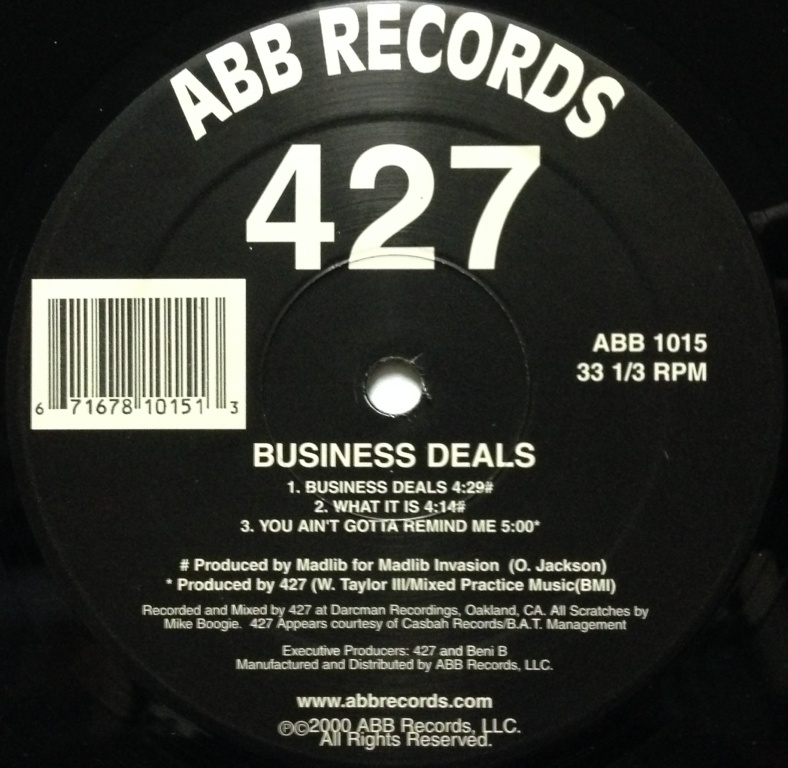 ABB RECORDS
427
ABB 1015
33 1/3 RPM
6 71678 10151 3
BUSINESS DEALS
1. BUSINESS DEALS 4:29#
2. WHAT IT IS 4:14#
3. YOU AIN'T GOTTA REMIND ME 5:00*
# Produced by Madlib for Madlib Invasion (O. Jackson)
* Produced by 427 (W. Taylor III/Mixed Practice Music(BMI)
Recorded and Mixed by 427 at Darcman Recordings, Oakland, CA. All Scratches by
Mike Boogie. 427 Appears courtesy of Casbah Records/B.A.T. Management
Executive Producers: 427 and Beni B
Manufactured and Distributed by ABB Records, LLC.
www.abbrecords.com
℗©2000 ABB Records, LLC.
All Rights Reserved.